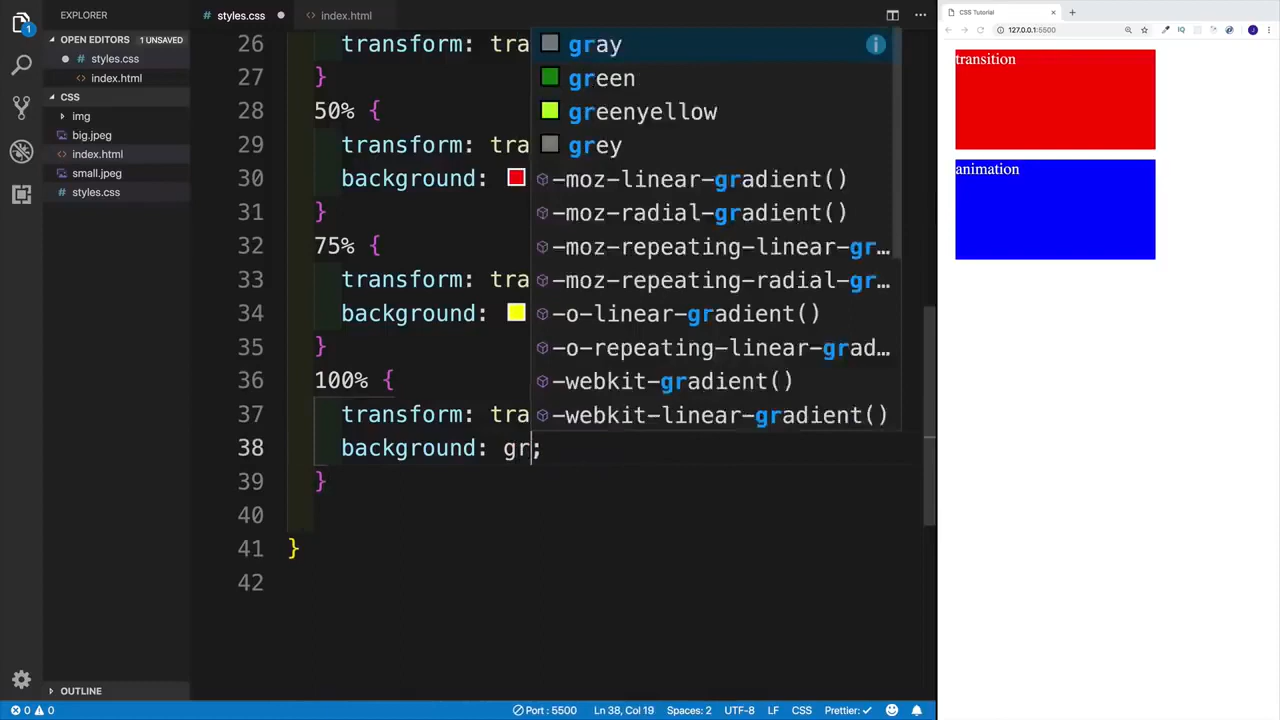 EXPLORER
OPEN EDITORS 1 UNSAVED
# styles.css
<> index.html
CSS
img
big.jpeg
<> index.html
small.jpeg
# styles.css
OUTLINE
# styles.css
<> index.html
26 transform: tra
27 }
28 50% {
29 transform: tra
30 background:
31 }
32 75% {
33 transform: tra
34 background:
35 }
36 100% {
37 transform: tra
38 background: gr;
39 }
40
41 }
42
gray
green
greenyellow
grey
-moz-linear-gradient()
-moz-radial-gradient()
-moz-repeating-linear-gr…
-moz-repeating-radial-gr…
-o-linear-gradient()
-o-repeating-linear-grad…
-webkit-gradient()
-webkit-linear-gradient()
0 0
Port : 5500 Ln 38, Col 19 Spaces: 2 UTF-8 LF CSS Prettier: ✓
CSS Tutorial
127.0.0.1:5500
transition
animation